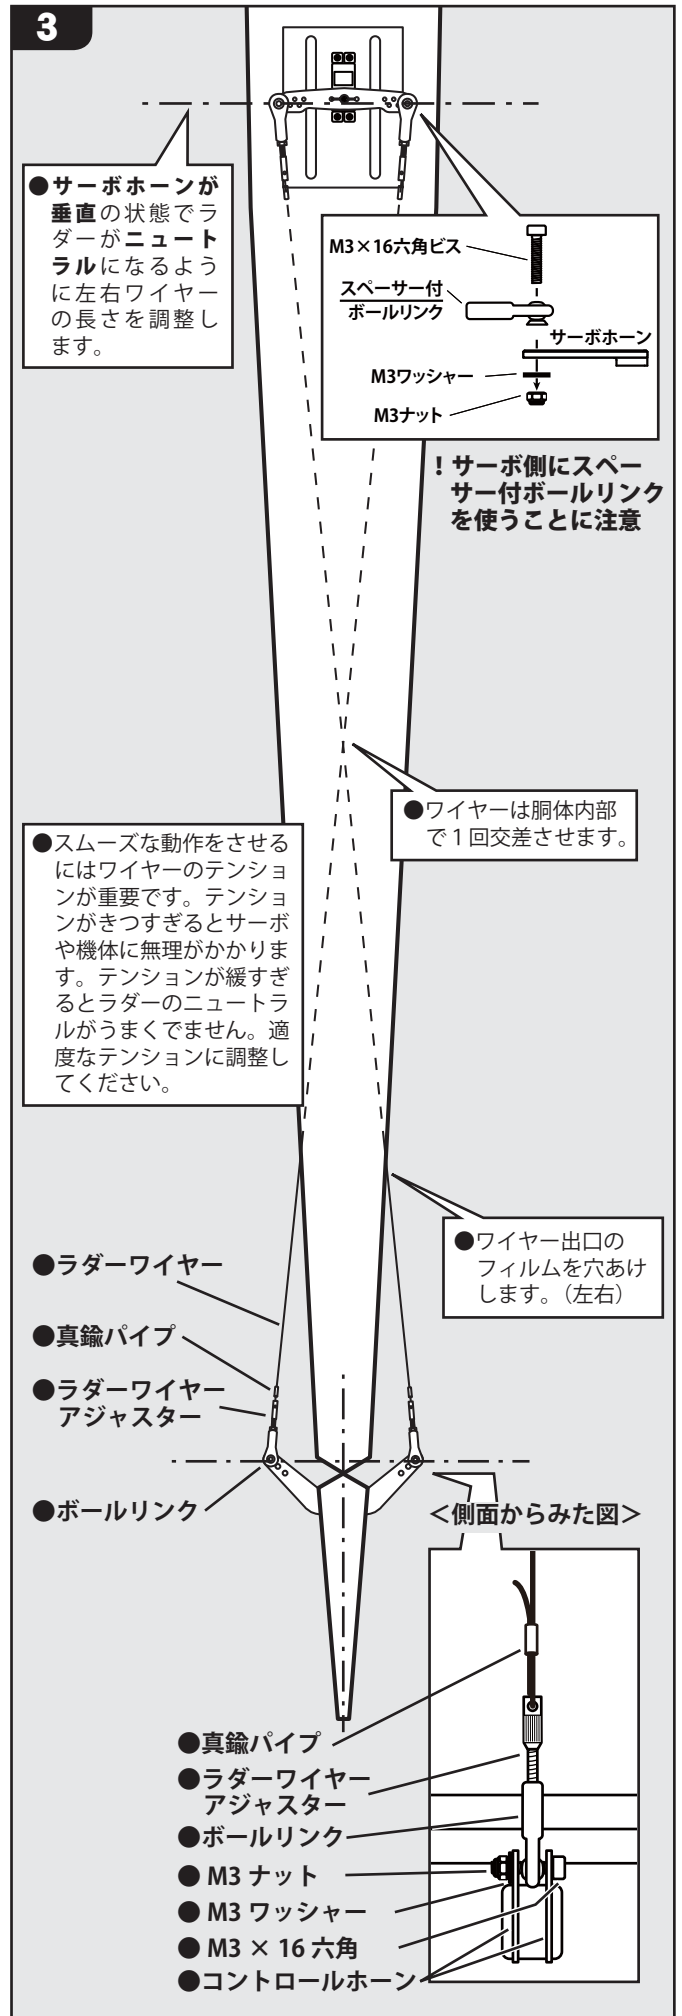 3
●サーボホーンが
垂直の状態でラ
ダーがニュート
ラルになるよう
に左右ワイヤー
の長さを調整し
ます。
M3×16六角ビス
スペーサー付
ボールリンク
サーボホーン
M3ワッシャー
M3ナット
！サーボ側にスペー
サー付ボールリンク
を使うことに注意
●ワイヤーは胴体内部
で１回交差させます。
●スムーズな動作をさせる
にはワイヤーのテンショ
ンが重要です。テンショ
ンがきつすぎるとサーボ
や機体に無理がかかりま
す。テンションが緩すぎ
るとラダーのニュートラ
ルがうまくでません。適
度なテンションに調整し
てください。
●ワイヤー出口の
フィルムを穴あけ
します。（左右）
●ラダーワイヤー
●真鍮パイプ
●ラダーワイヤー
アジャスター
●ボールリンク
＜側面からみた図＞
●真鍮パイプ
●ラダーワイヤー
アジャスター
●ボールリンク
● M3 ナット
● M3 ワッシャー
● M3 × 16 六角
●コントロールホーン